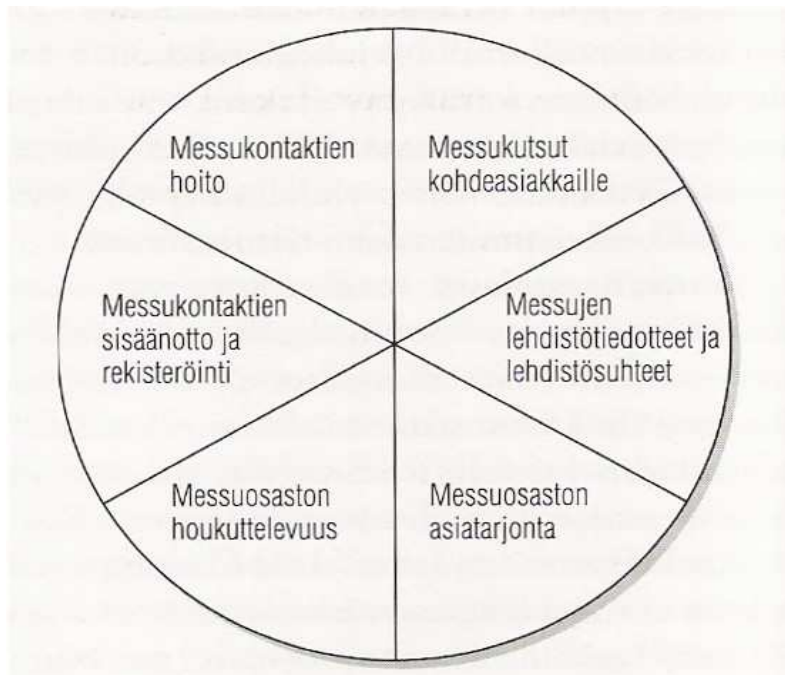 Messukontaktien
hoito
Messukutsut
kohdeasiakkaille
Messukontaktien
sisäänotto ja
rekisteröinti
Messujen
lehdistötiedotteet ja
lehdistösuhteet
Messuosaston
houkuttelevuus
Messuosaston
asiatarjonta